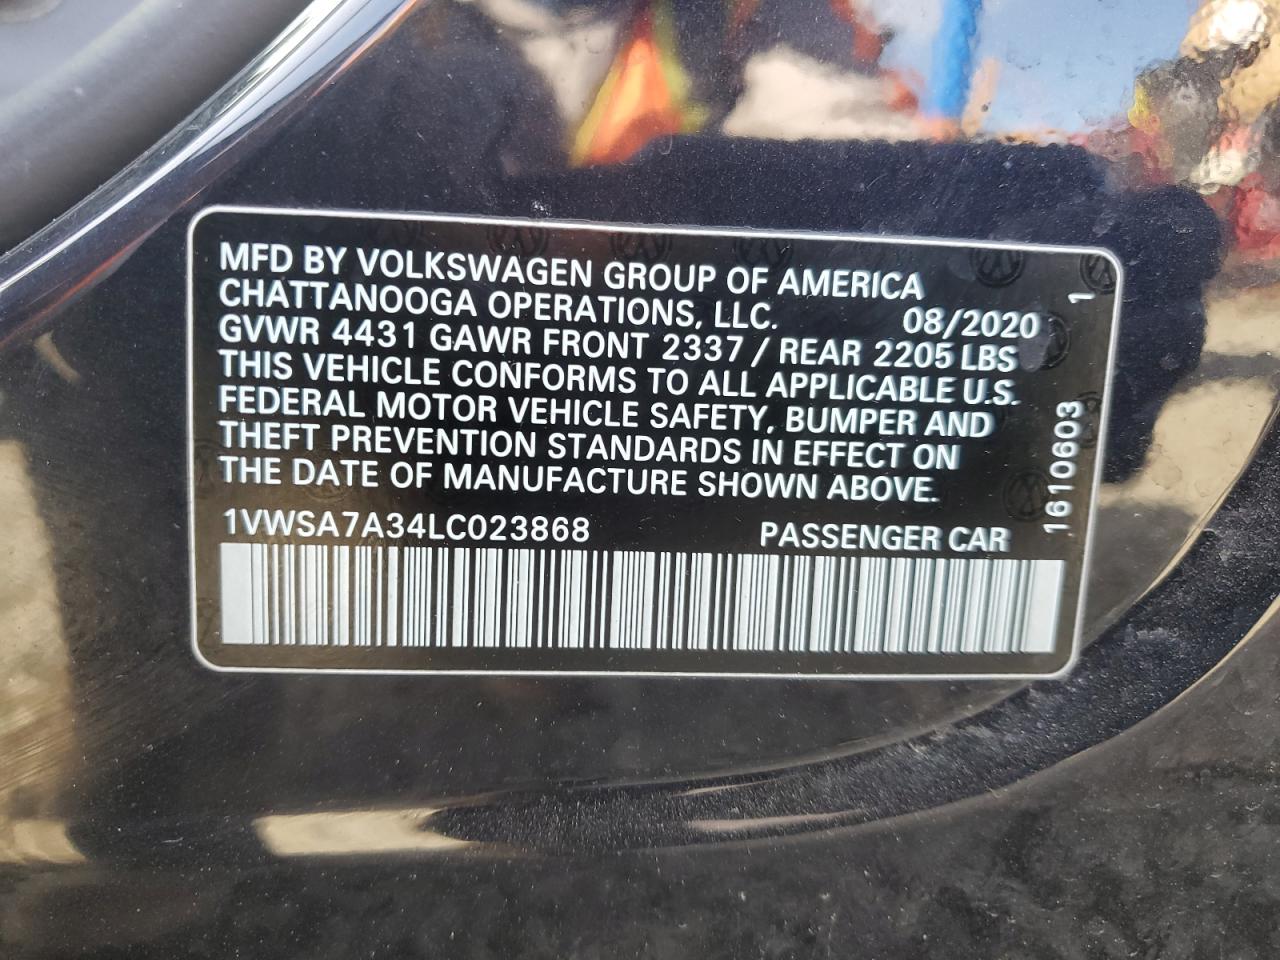 MFD BY VOLKSWAGEN GROUP OF AMERICA
CHATTANOOGA OPERATIONS, LLC. 08/2020
GVWR 4431 GAWR FRONT 2337 / REAR 2205 LBS
THIS VEHICLE CONFORMS TO ALL APPLICABLE U.S.
FEDERAL MOTOR VEHICLE SAFETY, BUMPER AND
THEFT PREVENTION STANDARDS IN EFFECT ON
THE DATE OF MANUFACTURE SHOWN ABOVE.
1VWSA7A34LC023868 PASSENGER CAR
1610603 1